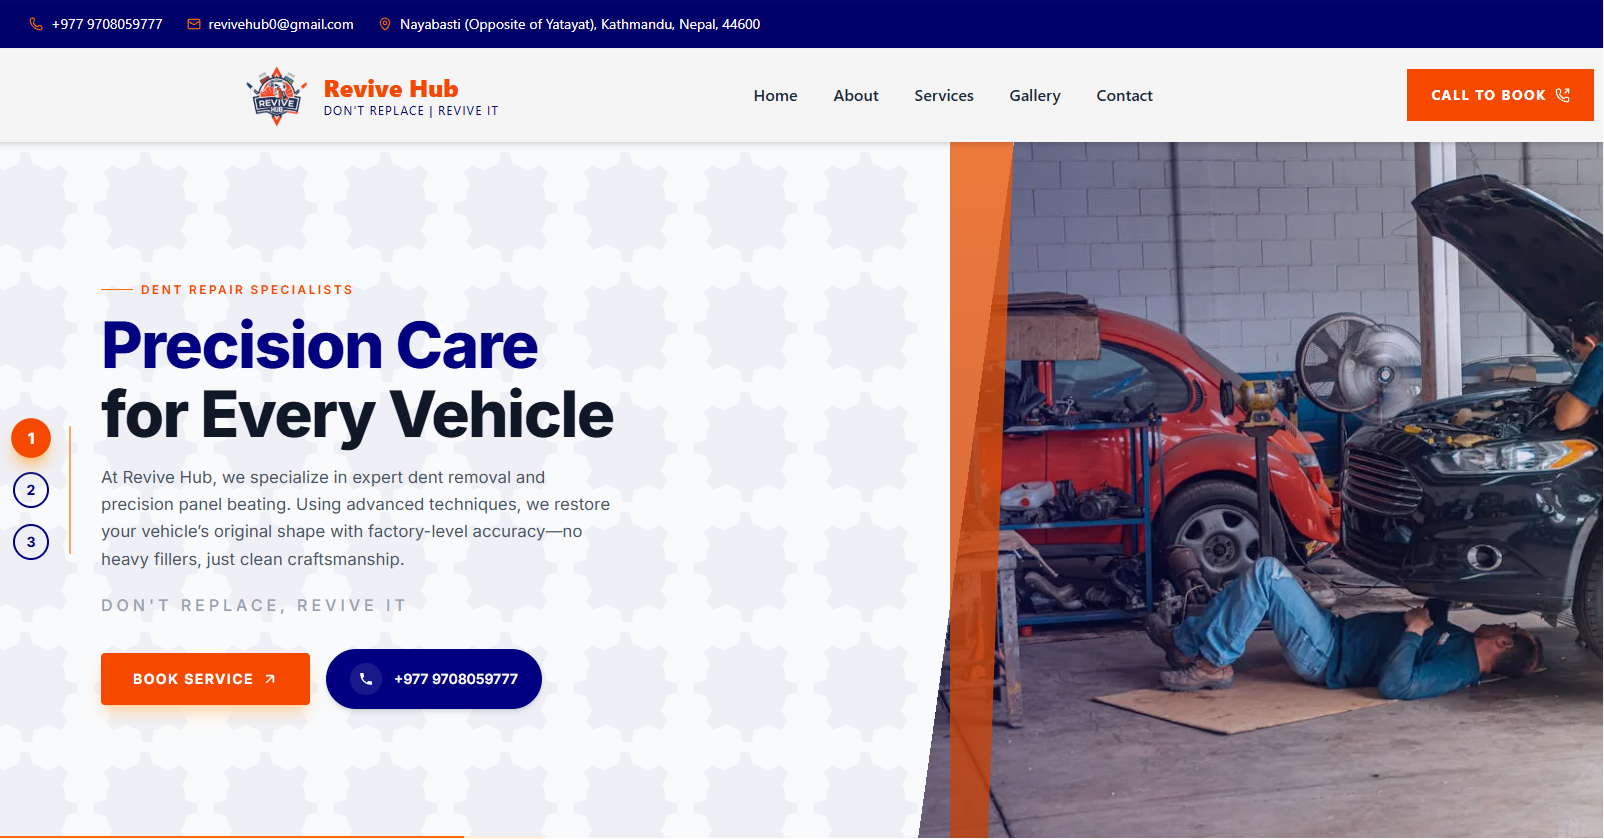 +977 9708059777
revivehub0@gmail.com
Nayabasti (Opposite of Yatayat), Kathmandu, Nepal, 44600
REVIVE
HUB
Revive Hub
DON'T REPLACE | REVIVE IT
Home
About
Services
Gallery
Contact
CALL TO BOOK
DENT REPAIR SPECIALISTS
Precision Care
for Every Vehicle
1
2
3
At Revive Hub, we specialize in expert dent removal and
precision panel beating. Using advanced techniques, we restore
your vehicle’s original shape with factory-level accuracy—no
heavy fillers, just clean craftsmanship.
DON'T REPLACE, REVIVE IT
BOOK SERVICE
+977 9708059777